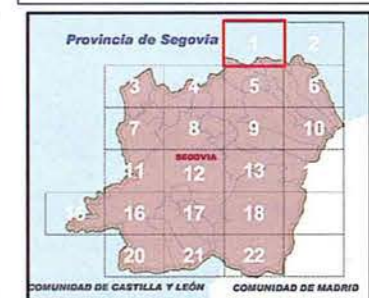 Provincia de Segovia 1 2
3 4 5 6
7 8 9 10
SEGOVIA
11 12 13
15 16 17 18
20 21 22
COMUNIDAD DE CASTILLA Y LEÓN COMUNIDAD DE MADRID